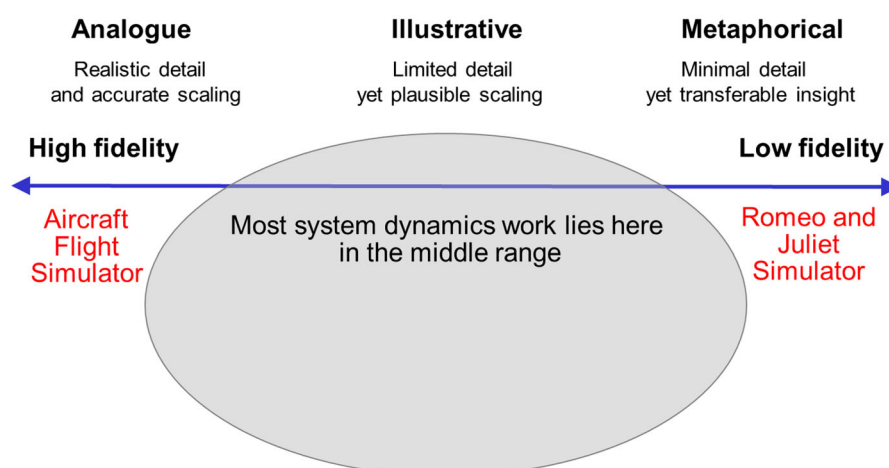 Analogue
Realistic detail
and accurate scaling
Illustrative
Limited detail
yet plausible scaling
Metaphorical
Minimal detail
yet transferable insight
High fidelity
Low fidelity
Aircraft
Flight
Simulator
Most system dynamics work lies here
in the middle range
Romeo and
Juliet
Simulator